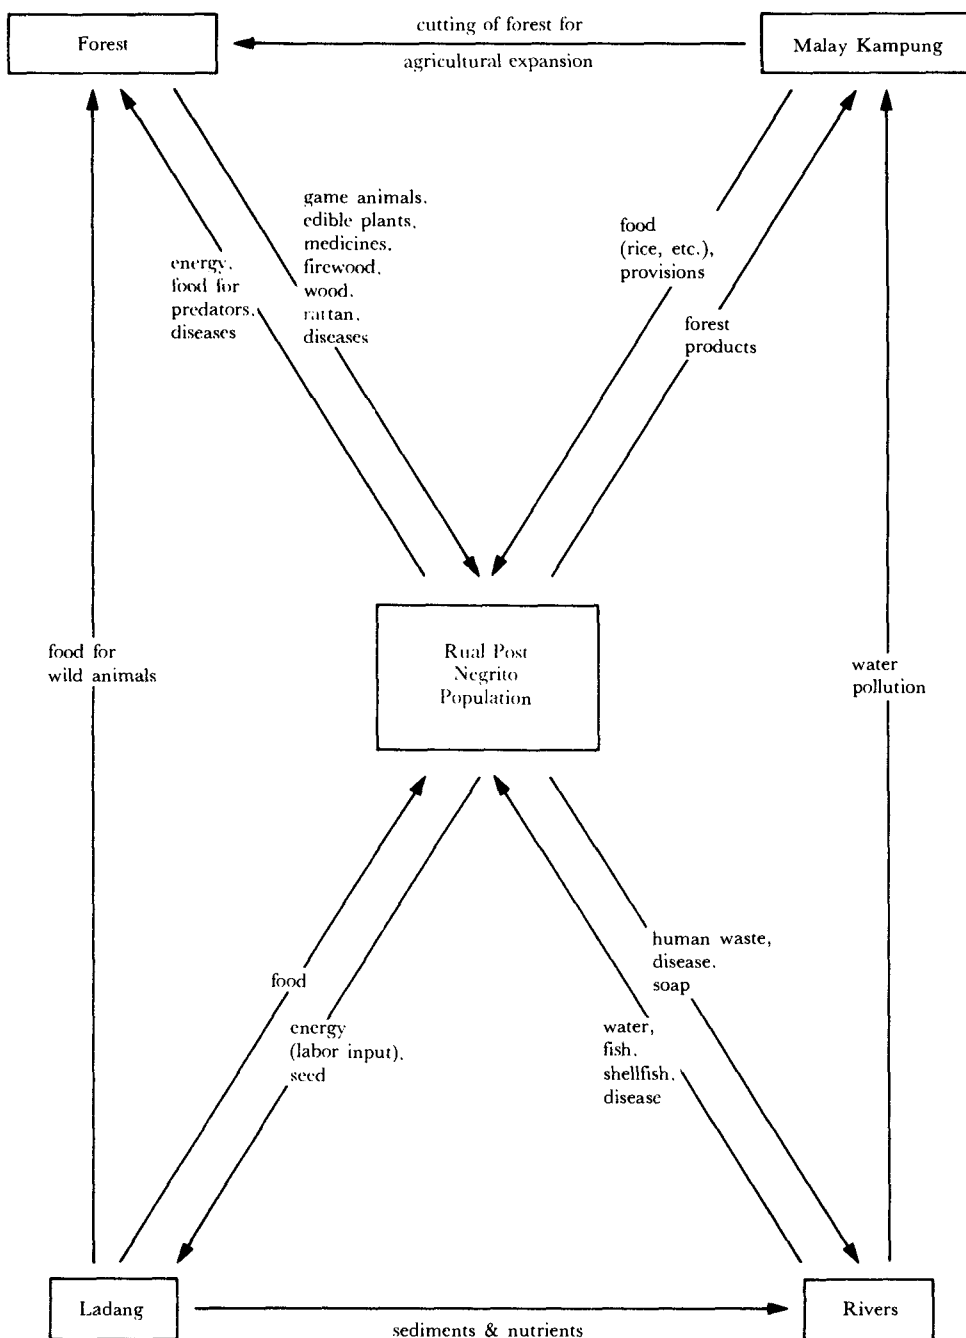 Forest
cutting of forest for
agricultural expansion
Malay Kampung
game animals,
edible plants,
medicines,
firewood,
wood,
rattan,
diseases
energy,
food for
predators,
diseases
food
(rice, etc.),
provisions
forest
products
Rual Post
Negrito
Population
food for
wild animals
water
pollution
food
energy
(labor input),
seed
human waste,
disease,
soap
water,
fish,
shellfish,
disease
Ladang
sediments & nutrients
Rivers